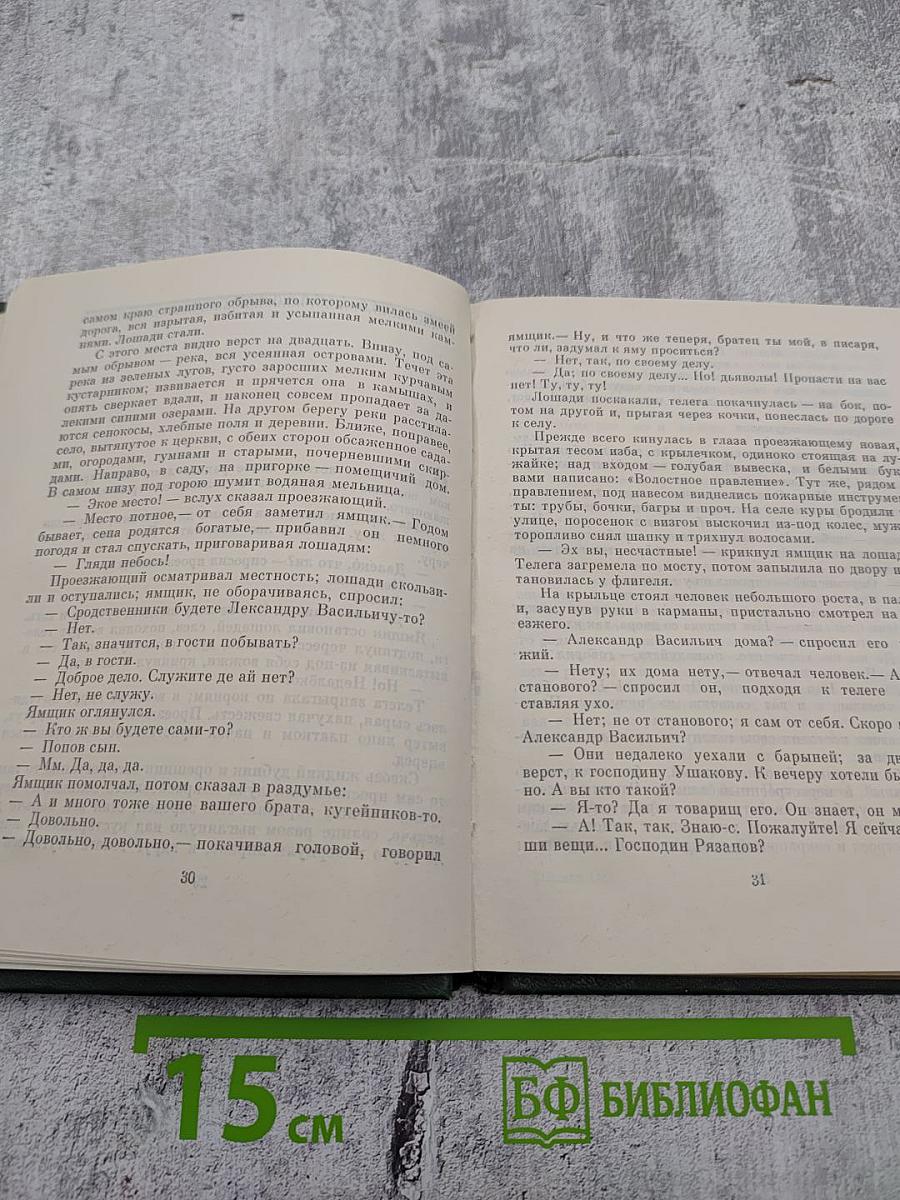 самом краю страшного обрыва, по которому вилась змеей
дорога, вся изрытая, избитая и усыпанная мелкими кам-
нями. Лошади стали.
С этого места видно верст на двадцать. Внизу, под са-
мым обрывом — река, вся усеянная островами. Течет эта
река из зеленых лугов, густо заросших мелким курчавым
кустарником; извивается и прячется она в камышах, и
опять сверкает вдали, и наконец совсем пропадает за да-
лекими синими озерами. На другом берегу реки расстила-
ются сенокосы, хлебные поля и деревни. Ближе, поправее,
село, вытянутое к церкви, с обеих сторон обсаженное сада-
ми, огородами, гумнами и старыми, почерневшими скир-
дами. Направо, в саду, на пригорке — помещичий дом.
В самом низу под горою шумит водяная мельница.
— Экое место! — вслух сказал проезжающий.
— Место потное,— от себя заметил ямщик.— Годом
бывает, сена родятся богатые,— прибавил он немного
погодя и стал спускать, приговаривая лошадям:
— Гляди небось!
Проезжающий осматривал местность; лошади скользи-
ли и оступались; ямщик, не оборачиваясь, спросил:
— Сродственники будете Лександру Васильичу-то?
— Нет.
— Так, значится, в гости побывать?
— Да, в гости.
— Доброе дело. Служите де ай нет?
— Нет, не служу.
Ямщик оглянулся.
— Кто ж вы будете сами-то?
— Попов сын.
— Мм. Да, да, да.
Ямщик помолчал, потом сказал в раздумье:
— А и много тоже ноне вашего брата, кутейников-то.
— Довольно.
— Довольно, довольно,— покачивая головой, говорил
30
ямщик.— Ну, и что же теперя, братец ты мой, в писаря,
что ли, задумал к яму проситься?
— Нет, так, по своему делу.
— Да; по своему делу... Но! дьяволы! Пропасти на вас
нет! Ту, ту, ту!
Лошади поскакали, телега покачнулась — на бок, по-
том на другой и, прыгая через кочки, понеслась по дороге
к селу.
Прежде всего кинулась в глаза проезжающему новая,
крытая тесом изба, с крылечком, одиноко стоящая на лу-
жайке; над входом — голубая вывеска, и белыми бук
вами написано: «Волостное правление». Тут же, рядом
правлением, под навесом виднелись пожарные инструмен
ты: трубы, бочки, багры и проч. На селе куры бродили
улице, поросенок с визгом выскочил из-под колес, муж
торопливо снял шапку и тряхнул волосами.
— Эх вы, несчастные! — крикнул ямщик на лошад
Телега загремела по мосту, потом запылила по двору и
тановилась у флигеля.
На крыльце стоял человек небольшого роста, в пал
и, засунув руки в карманы, пристально смотрел на
езжего.
— Александр Васильич дома? — спросил его
жий.
— Нету; их дома нету,— отвечал человек.— А
станового? — спросил он, подходя к телеге
ставляя ухо.
— Нет; не от станового; я сам от себя. Скоро
Александр Васильич?
— Они недалеко уехали с барыней; за дв
верст, к господину Ушакову. К вечеру хотели бы
но. А вы кто такой?
— Я-то? Да я товарищ его. Он знает, он м
— А! Так, так. Знаю-с. Пожалуйте! Я сейча
ши вещи... Господин Рязанов?
31
15 см
БФ БИБЛИОФАН